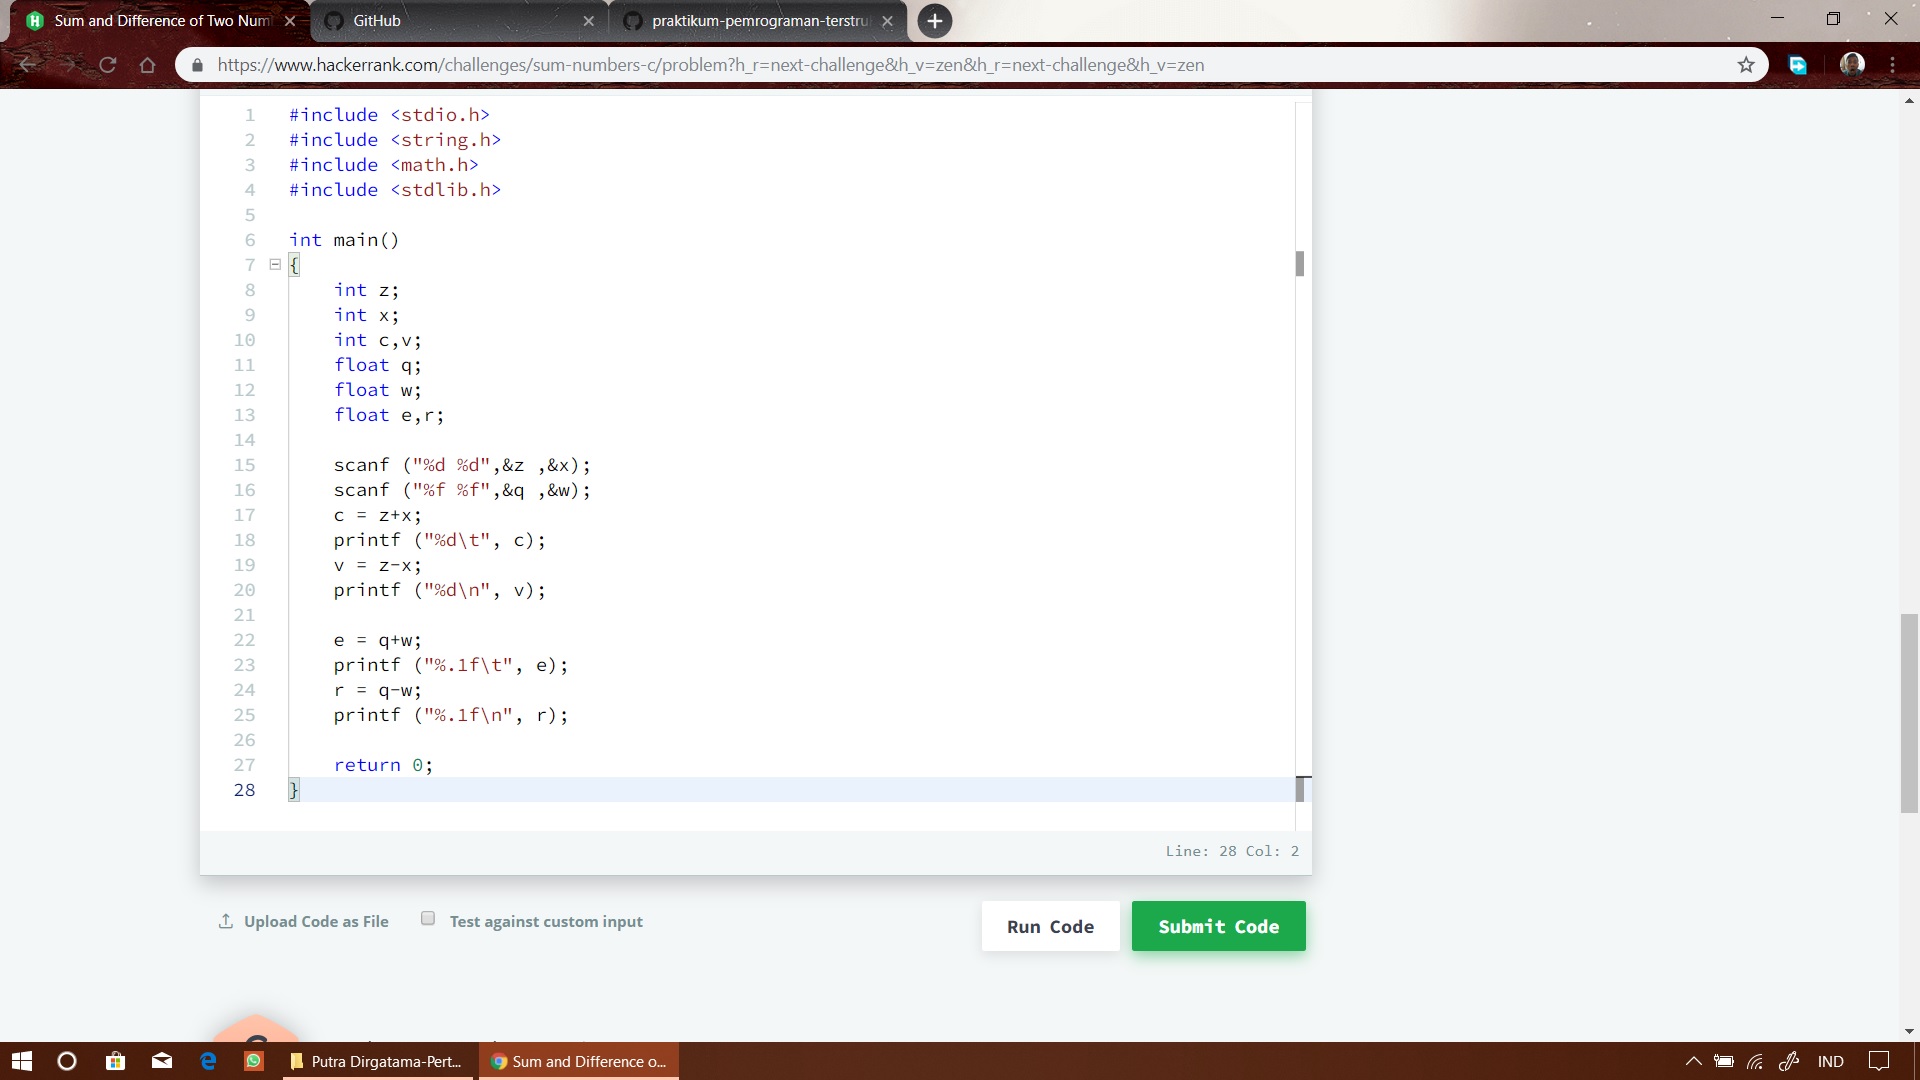 Sum and Difference of Two Num
GitHub
praktikum-pemrograman-terstru
https://www.hackerrank.com/challenges/sum-numbers-c/problem?h_r=next-challenge&h_v=zen&h_r=next-challenge&h_v=zen
1 #include <stdio.h>
2 #include <string.h>
3 #include <math.h>
4 #include <stdlib.h>
5
6 int main()
7 {
8 int z;
9 int x;
10 int c,v;
11 float q;
12 float w;
13 float e,r;
14
15 scanf ("%d %d",&z ,&x);
16 scanf ("%f %f",&q ,&w);
17 c = z+x;
18 printf ("%d\t", c);
19 v = z-x;
20 printf ("%d\n", v);
21
22 e = q+w;
23 printf ("%.1f\t", e);
24 r = q-w;
25 printf ("%.1f\n", r);
26
27 return 0;
28 }
Line: 28 Col: 2
Upload Code as File
Test against custom input
Run Code
Submit Code
Putra Dirgatama-Pert...
Sum and Difference o...
IND